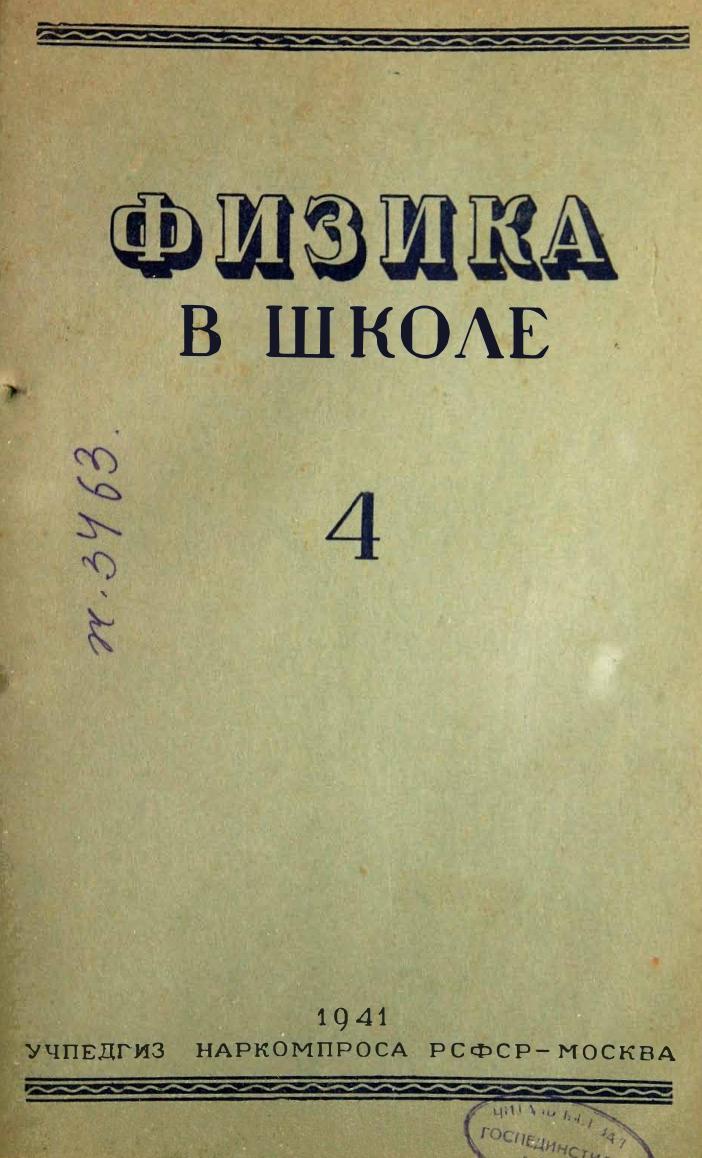 ФИЗИКА
В ШКОЛЕ
4
3463.
1941
УЧПЕДГИЗ НАРКОМПРОСА РСФСР–МОСКВА